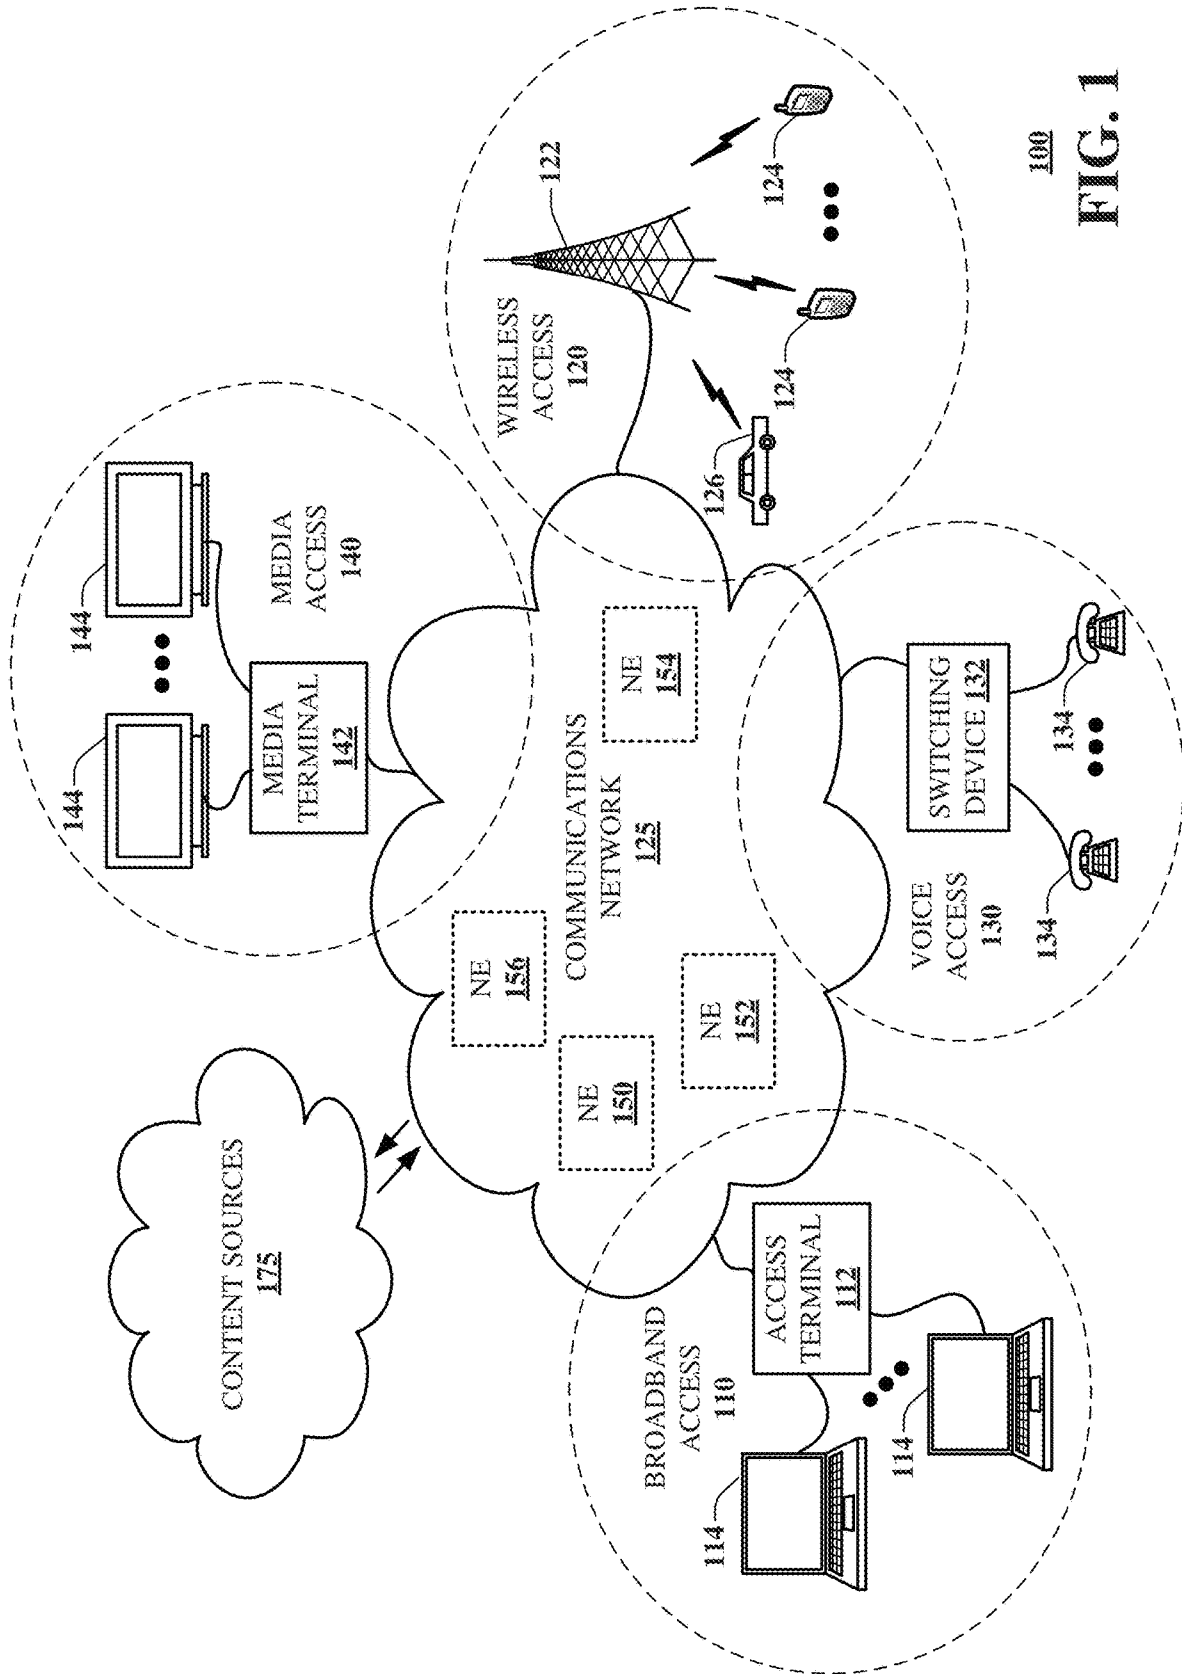 CONTENT SOURCES
175
144
144
MEDIA
TERMINAL
142
MEDIA
ACCESS
140
NE
156
NE
150
NE
152
COMMUNICATIONS
NETWORK
125
NE
154
WIRELESS
ACCESS
120
122
124
124
126
BROADBAND
ACCESS
110
ACCESS
TERMINAL
112
114
114
VOICE
ACCESS
130
SWITCHING
DEVICE 132
134
134
100
FIG. 1